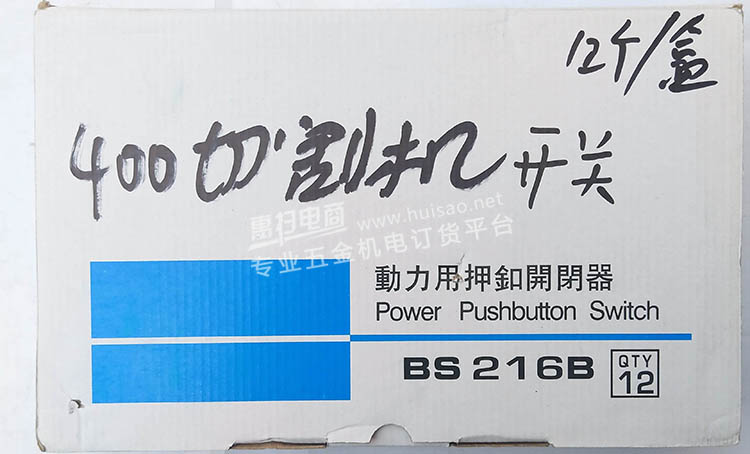 12个/盒
400切割机开关
惠扫电商 www.huisao.net
专业五金机电订货平台
動力用押釦開閉器
Power Pushbutton Switch
BS 216B
QTY
12